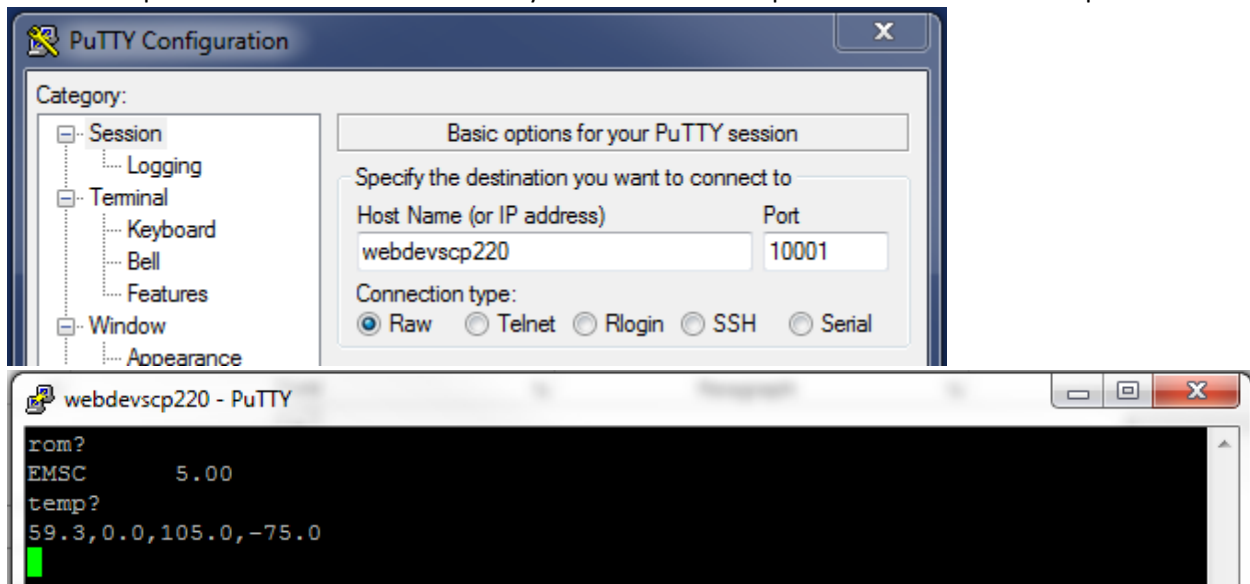 PuTTY Configuration
Category:
Session
Logging
Terminal
Keyboard
Bell
Features
Window
Appearance
Basic options for your PuTTY session
Specify the destination you want to connect to
Host Name (or IP address) Port
webdevscp220 10001
Connection type:
Raw Telnet Rlogin SSH Serial
webdevscp220 - PuTTY
rom?
EMSC 5.00
temp?
59.3,0.0,105.0,-75.0